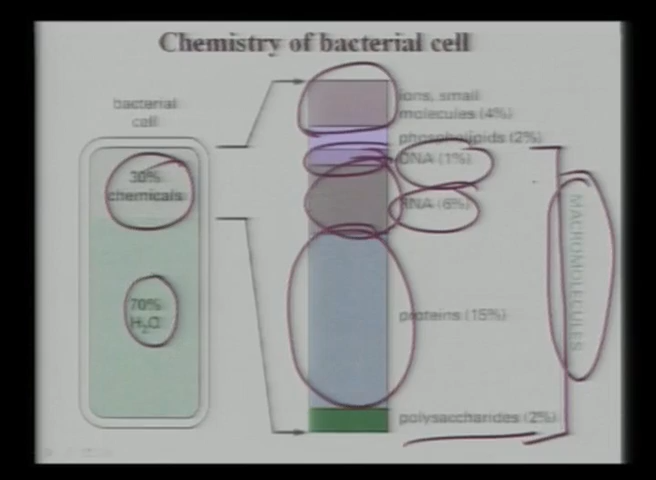 Chemistry of bacterial cell
bacterial
cell
30%
chemicals
70%
H₂O
ions, small
molecules (4%)
phospholipids (2%)
DNA (1%)
RNA (6%)
proteins (15%)
polysaccharides (2%)
MACROMOLECULES